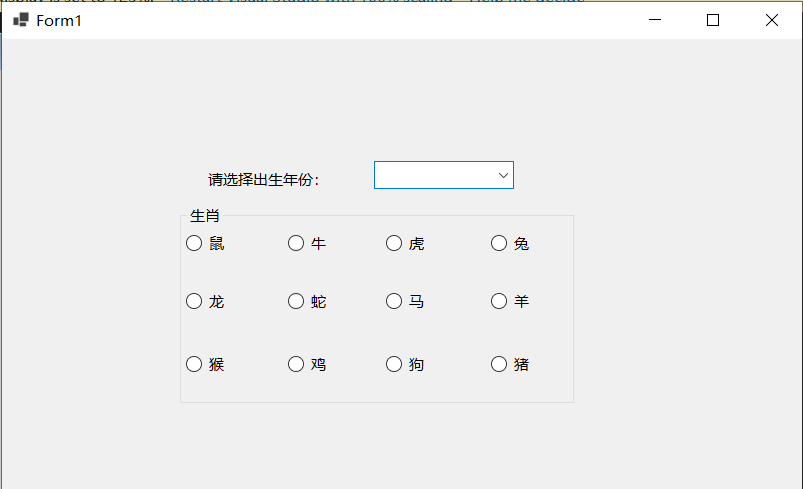 Form1
请选择出生年份：
生肖
鼠 牛 虎 兔
龙 蛇 马 羊
猴 鸡 狗 猪